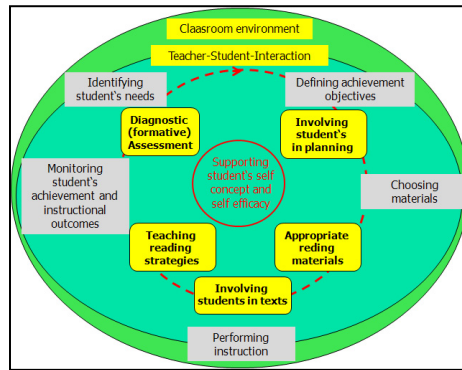 Claasroom environment
Teacher-Student-Interaction
Identifying
student's needs
Defining achievement
objectives
Diagnostic
(formative)
Assessment
Involving
student's
in planning
Supporting
student's self
concept and
self efficacy
Monitoring
student's
achievement and
instructional
outcomes
Choosing
materials
Teaching
reading
strategies
Appropriate
reding
materials
Involving
students in texts
Performing
instruction